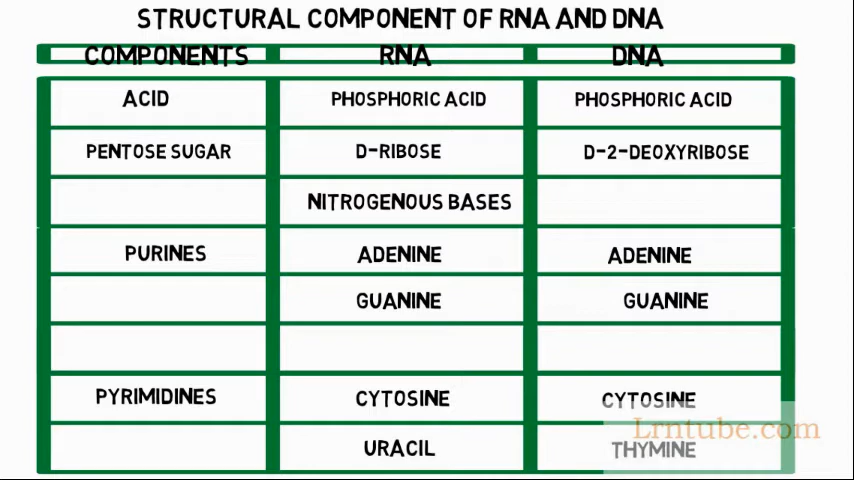 STRUCTURAL COMPONENT OF RNA AND DNA
COMPONENTS RNA DNA
ACID PHOSPHORIC ACID PHOSPHORIC ACID
PENTOSE SUGAR D-RIBOSE D-2-DEOXYRIBOSE
NITROGENOUS BASES
PURINES ADENINE ADENINE
GUANINE GUANINE
PYRIMIDINES CYTOSINE CYTOSINE
Lrntube.com
URACIL THYMINE